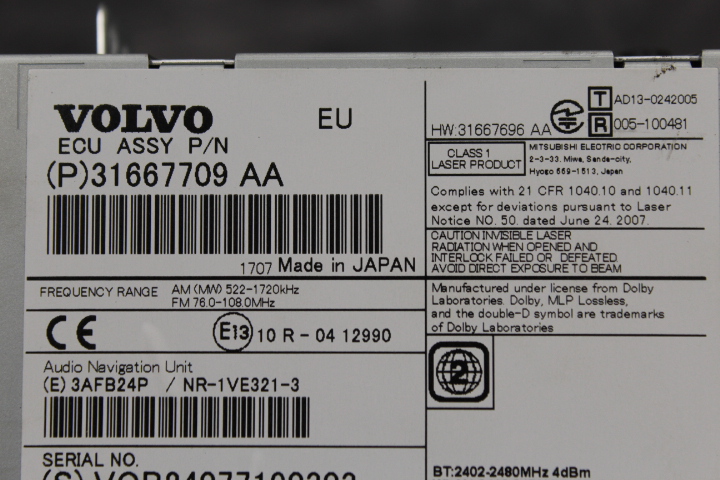 VOLVO EU
ECU ASSY P/N
(P)31667709 AA
1707 Made in JAPAN
FREQUENCY RANGE AM (MW) 522-1720kHz
FM 76.0-108.0MHz
CE E13 10 R - 04 12990
Audio Navigation Unit
(E) 3AFB24P / NR-1VE321-3
SERIAL NO.
HW:31667696 AA
T AD13-0242005
R 005-100481
CLASS 1
LASER PRODUCT
MITSUBISHI ELECTRIC CORPORATION
2-3-33, Miwa, Sanda-city,
Hyogo 669-1513, Japan
Complies with 21 CFR 1040.10 and 1040.11
except for deviations pursuant to Laser
Notice NO. 50, dated June 24, 2007.
CAUTION INVISIBLE LASER
RADIATION WHEN OPENED AND
INTERLOCK FAILED OR DEFEATED.
AVOID DIRECT EXPOSURE TO BEAM
Manufactured under license from Dolby
Laboratories. Dolby, MLP Lossless,
and the double-D symbol are trademarks
of Dolby Laboratories
2
BT:2402-2480MHz 4dBm